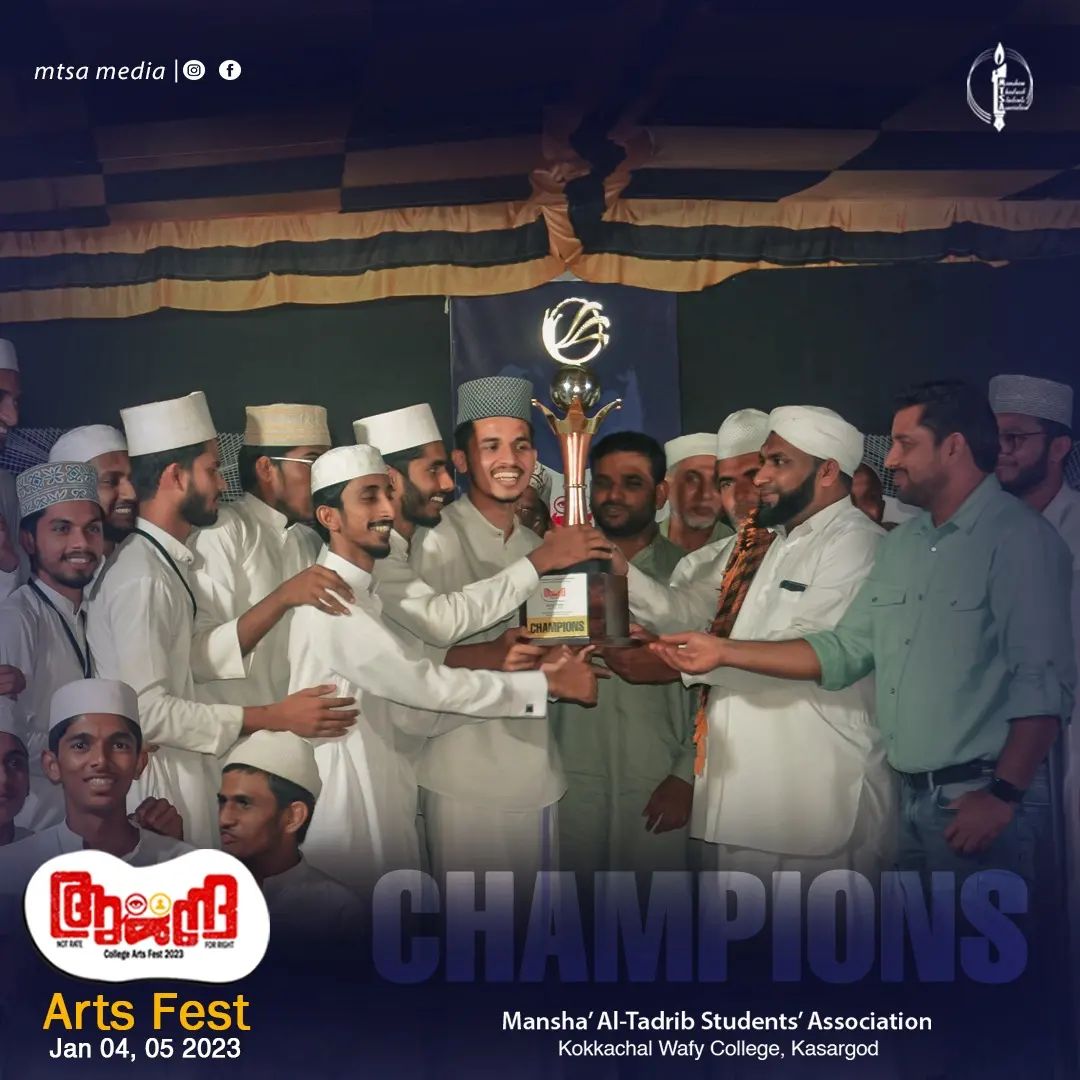 mtsa media
CHAMPIONS
NOT RATE
FOR RIGHT
College Arts Fest 2023
CHAMPIONS
Arts Fest
Jan 04, 05 2023
Mansha’ Al-Tadrib Students’ Association
Kokkachal Wafy College, Kasargod